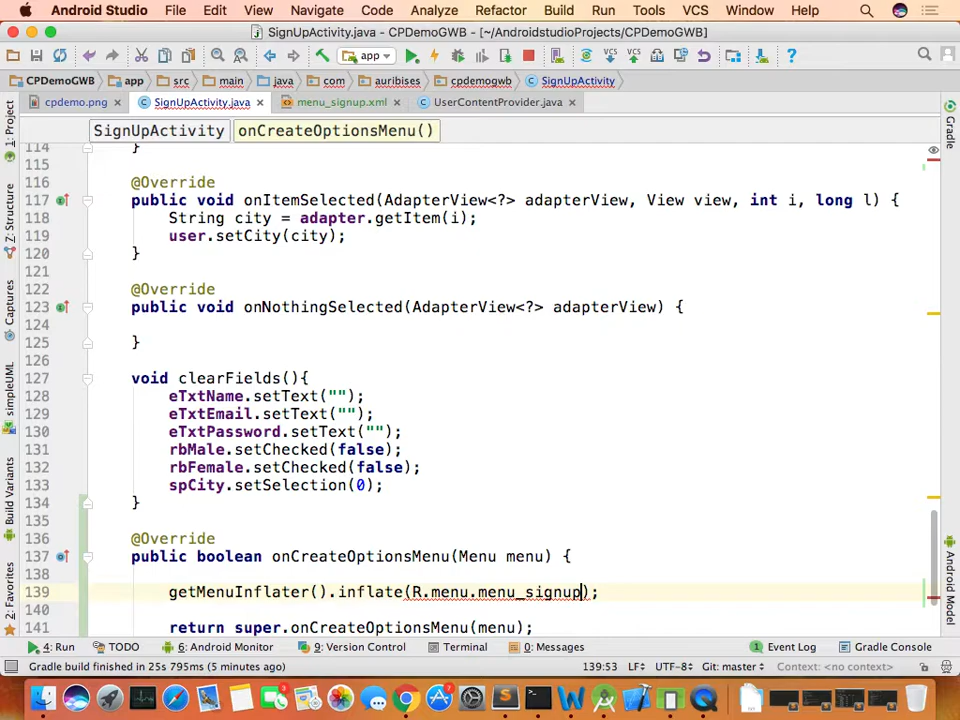 Android Studio File Edit View Navigate Code Analyze Refactor Build Run Tools VCS Window Help
SignUpActivity.java - CPDemoGWB - [~/AndroidstudioProjects/CPDemoGWB]
app VCS VCS ?
CPDemoGWB app src main java com auribises cpdemogwb SignUpActivity
cpdemo.png SignUpActivity.java menu_signup.xml UserContentProvider.java
SignUpActivity onCreateOptionsMenu()
1: Project
7: Structure
Captures
simpleUML
Build Variants
2: Favorites
114 }
115
116 @Override
117 public void onItemSelected(AdapterView<?> adapterView, View view, int i, long l) {
118 String city = adapter.getItem(i);
119 user.setCity(city);
120 }
121
122 @Override
123 public void onNothingSelected(AdapterView<?> adapterView) {
124
125 }
126
127 void clearFields(){
128 eTxtName.setText("");
129 eTxtEmail.setText("");
130 eTxtPassword.setText("");
131 rbMale.setChecked(false);
132 rbFemale.setChecked(false);
133 spCity.setSelection(0);
134 }
135
136 @Override
137 public boolean onCreateOptionsMenu(Menu menu) {
138
139 getMenuInflater().inflate(R.menu.menu_signup);
140
141 return super.onCreateOptionsMenu(menu);
Gradle
Android Model
4: Run TODO 6: Android Monitor 9: Version Control Terminal 0: Messages 1 Event Log Gradle Console
Gradle build finished in 25s 795ms (5 minutes ago) 139:53 LF÷ UTF-8÷ Git: master÷ Context: <no context>